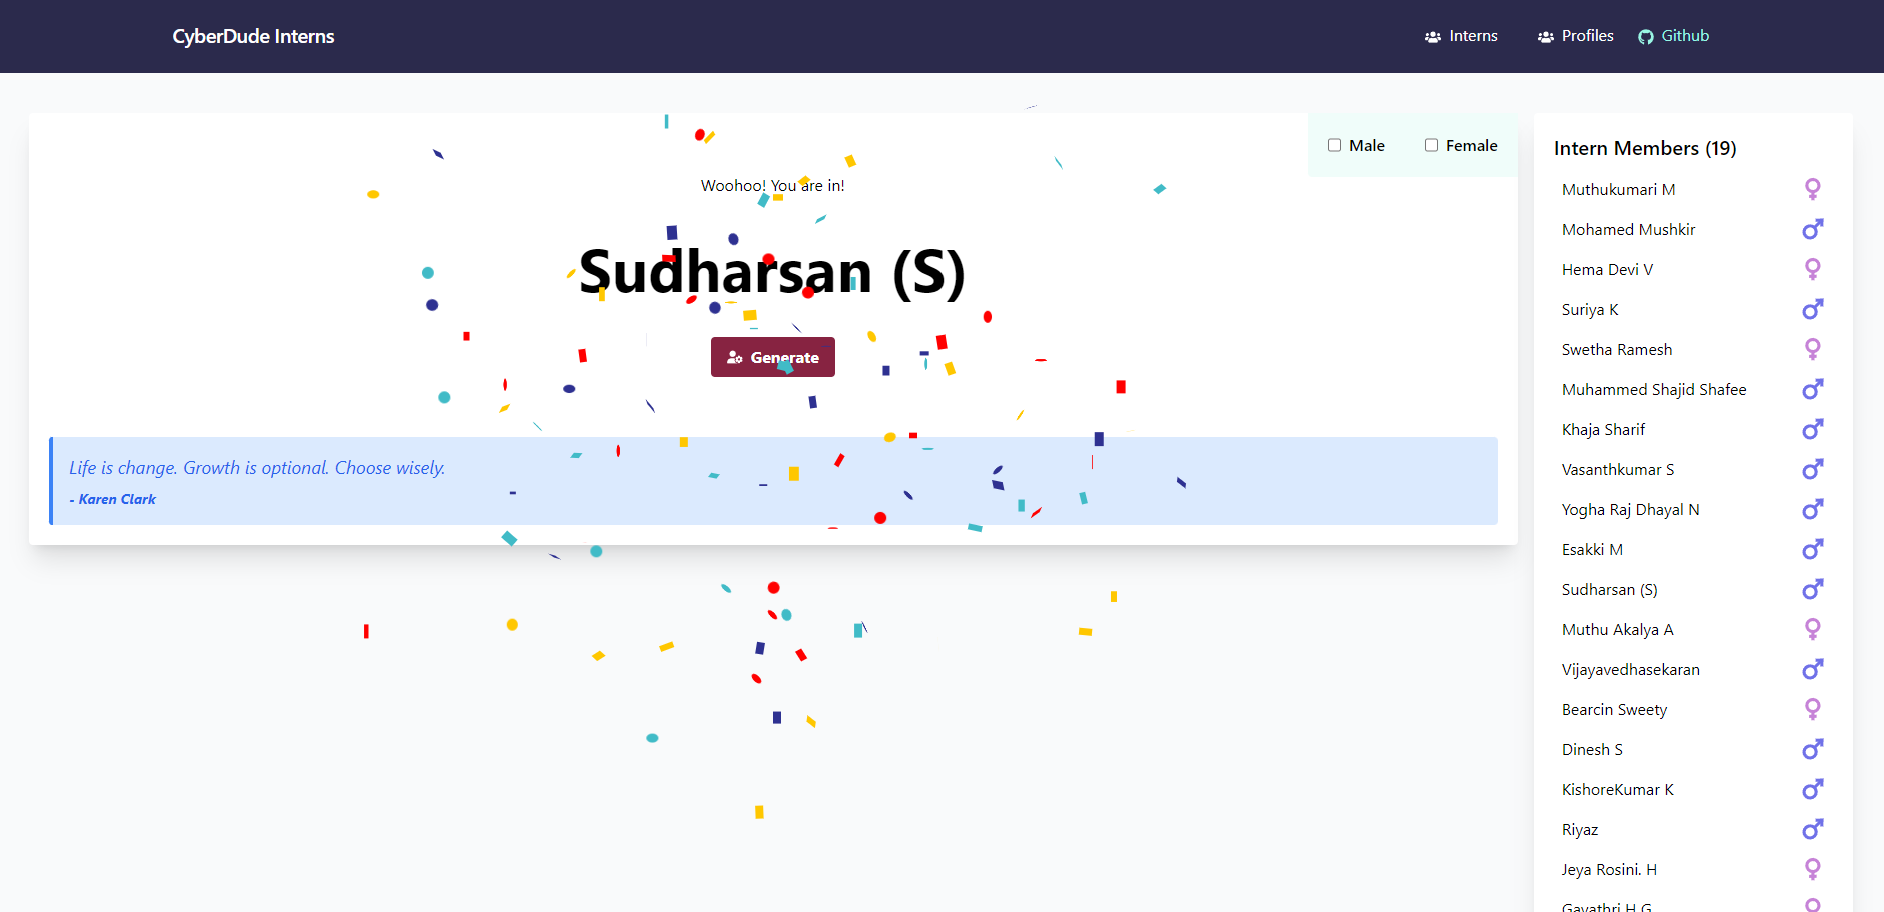 CyberDude Interns
Interns
Profiles
Github
Male
Female
Woohoo! You are in!
Sudharsan (S)
Generate
Life is change. Growth is optional. Choose wisely.
- Karen Clark
Intern Members (19)
Muthukumari M
Mohamed Mushkir
Hema Devi V
Suriya K
Swetha Ramesh
Muhammed Shajid Shafee
Khaja Sharif
Vasanthkumar S
Yogha Raj Dhayal N
Esakki M
Sudharsan (S)
Muthu Akalya A
Vijayavedhasekaran
Bearcin Sweety
Dinesh S
KishoreKumar K
Riyaz
Jeya Rosini. H
Gayathri H G